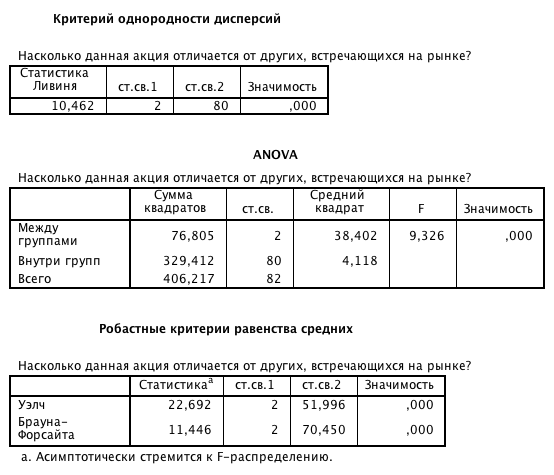 Критерий однородности дисперсий
Насколько данная акция отличается от других, встречающихся на рынке?
Статистика Ливиня ст.св.1 ст.св.2 Значимость
10,462 2 80 ,000
ANOVA
Насколько данная акция отличается от других, встречающихся на рынке?
Сумма квадратов ст.св. Средний квадрат F Значимость
Между группами 76,805 2 38,402 9,326 ,000
Внутри групп 329,412 80 4,118
Всего 406,217 82
Робастные критерии равенства средних
Насколько данная акция отличается от других, встречающихся на рынке?
Статистикаa ст.св.1 ст.св.2 Значимость
Уэлч 22,692 2 51,996 ,000
Брауна-Форсайта 11,446 2 70,450 ,000
a. Асимптотически стремится к F-распределению.